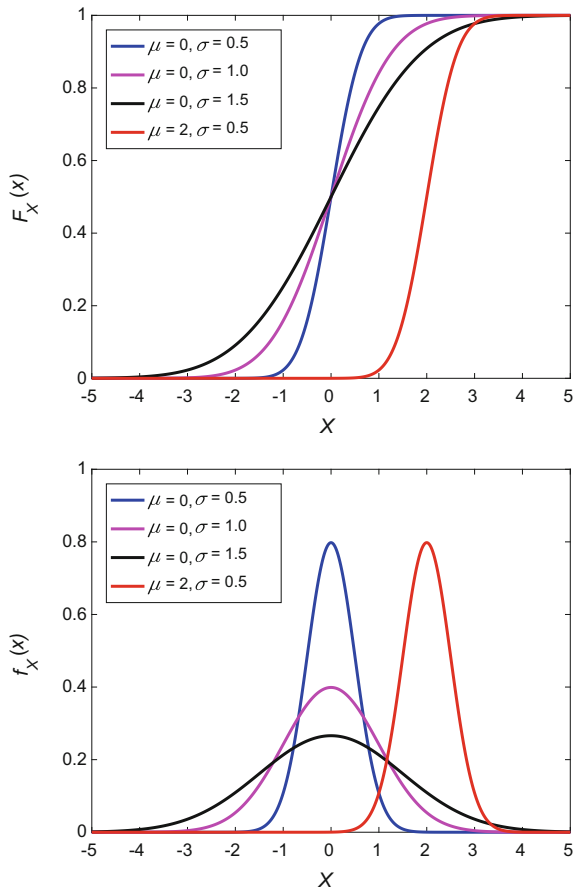 1
0.8
0.6
0.4
0.2
0
F_X(x)
μ = 0, σ = 0.5
μ = 0, σ = 1.0
μ = 0, σ = 1.5
μ = 2, σ = 0.5
-5 -4 -3 -2 -1 0 1 2 3 4 5
X
1
0.8
0.6
0.4
0.2
0
f_X(x)
μ = 0, σ = 0.5
μ = 0, σ = 1.0
μ = 0, σ = 1.5
μ = 2, σ = 0.5
-5 -4 -3 -2 -1 0 1 2 3 4 5
X